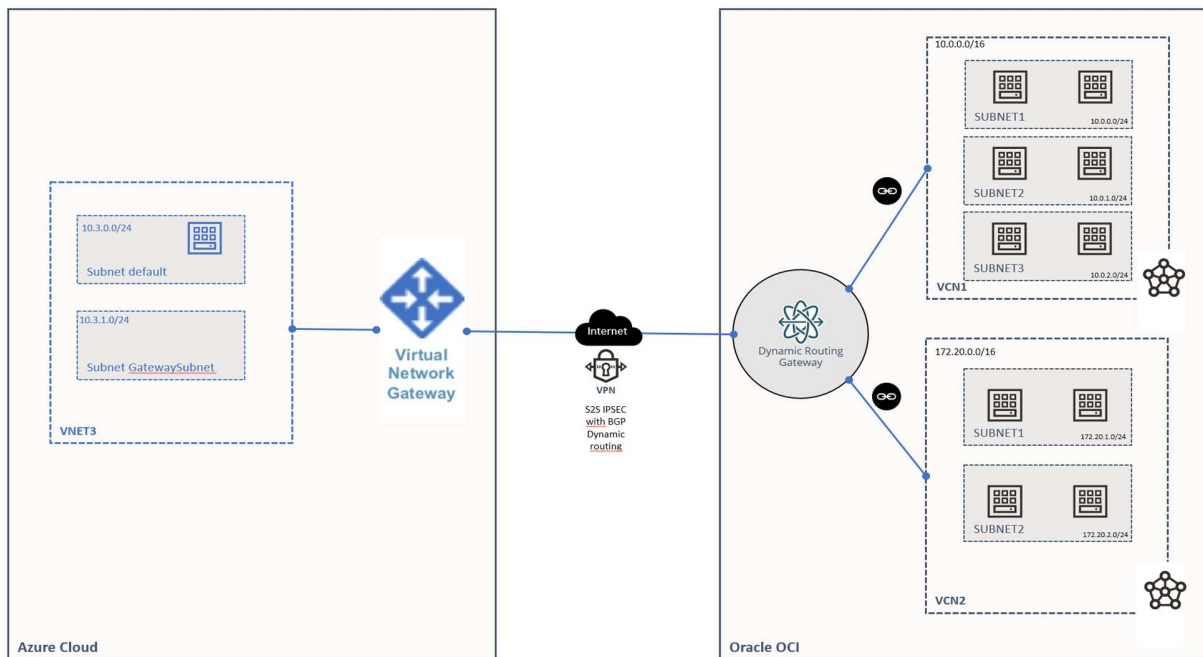 10.3.0.0/24
Subnet default
10.3.1.0/24
Subnet GatewaySubnet
VNET3
Azure Cloud
Virtual
Network
Gateway
Internet
VPN
S2S IPSEC
with BGP
Dynamic
routing
Dynamic Routing
Gateway
10.0.0.0/16
SUBNET1
10.0.0.0/24
SUBNET2
10.0.1.0/24
SUBNET3
10.0.2.0/24
VCN1
172.20.0.0/16
SUBNET1
172.20.1.0/24
SUBNET2
172.20.2.0/24
VCN2
Oracle OCI